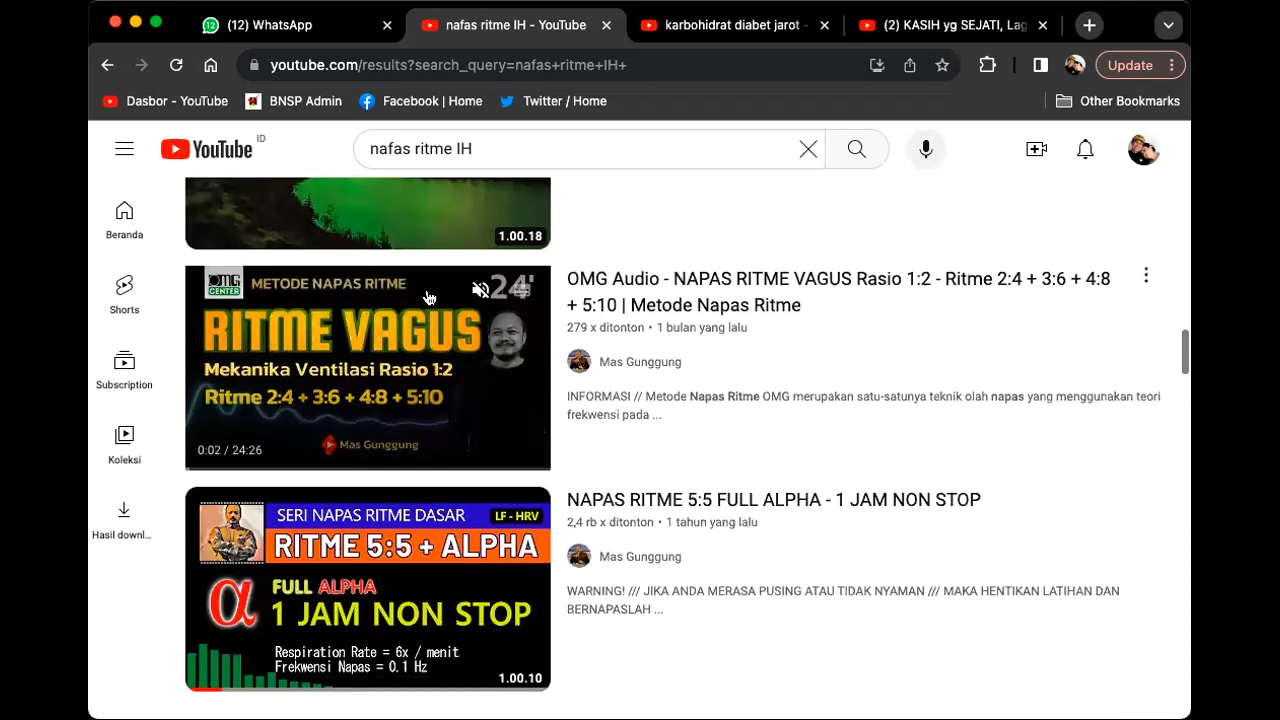 (12) WhatsApp
nafas ritme IH - YouTube
karbohidrat diabet jarot -
(2) KASIH yg SEJATI, Lag
youtube.com/results?search_query=nafas+ritme+IH+
Update
Dasbor - YouTube
BNSP Admin
Facebook | Home
Twitter / Home
Other Bookmarks
YouTube ID
nafas ritme IH
Beranda
Shorts
Subscription
Koleksi
Hasil downl...
1.00.18
OMG CENTER
METODE NAPAS RITME
24'
RITME VAGUS
Mekanika Ventilasi Rasio 1:2
Ritme 2:4 + 3:6 + 4:8 + 5:10
0:02 / 24:26
Mas Gunggung
OMG Audio - NAPAS RITME VAGUS Rasio 1:2 - Ritme 2:4 + 3:6 + 4:8
+ 5:10 | Metode Napas Ritme
279 x ditonton • 1 bulan yang lalu
Mas Gunggung
INFORMASI // Metode Napas Ritme OMG merupakan satu-satunya teknik olah napas yang menggunakan teori
frekwensi pada ...
SERI NAPAS RITME DASAR
LF - HRV
RITME 5:5 + ALPHA
α
FULL ALPHA
1 JAM NON STOP
Respiration Rate = 6x / menit
Frekwensi Napas = 0.1 Hz
1.00.10
NAPAS RITME 5:5 FULL ALPHA - 1 JAM NON STOP
2,4 rb x ditonton • 1 tahun yang lalu
Mas Gunggung
WARNING! /// JIKA ANDA MERASA PUSING ATAU TIDAK NYAMAN /// MAKA HENTIKAN LATIHAN DAN
BERNAPASLAH ...